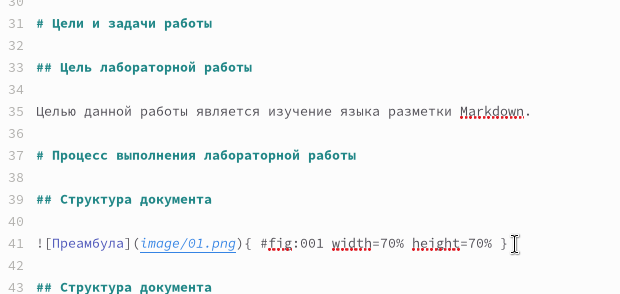 30
31 # Цели и задачи работы
32
33 ## Цель лабораторной работы
34
35 Целью данной работы является изучение языка разметки Markdown.
36
37 # Процесс выполнения лабораторной работы
38
39 ## Структура документа
40
41 ![Преамбула](image/01.png){ #fig:001 width=70% height=70% }
42
43 ## Структура документа